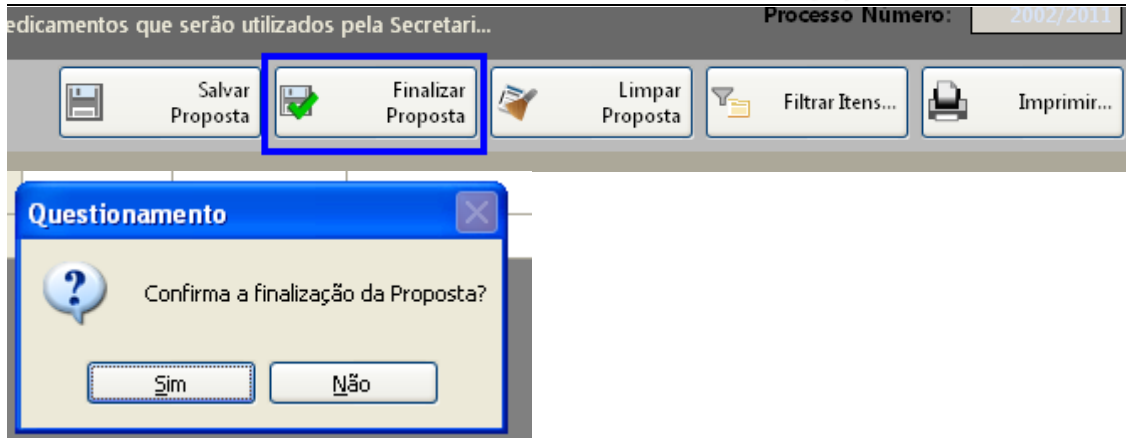 edicamentos que serão utilizados pela Secretari...
Processo Número: 2002/2011
Salvar
Proposta
Finalizar
Proposta
Limpar
Proposta
Filtrar Itens...
Imprimir...
Questionamento
Confirma a finalização da Proposta?
Sim
Não